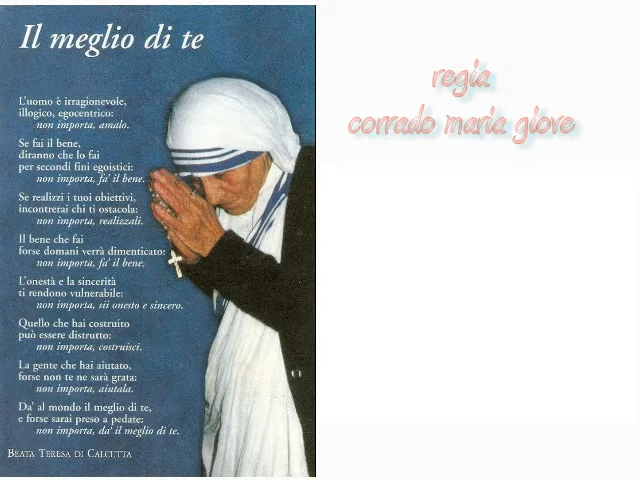 Il meglio di te
L'uomo è irragionevole,
illogico, egocentrico:
non importa, amalo.
Se fai il bene,
diranno che lo fai
per secondi fini egoistici:
non importa, fa' il bene.
Se realizzi i tuoi obiettivi,
incontrerai chi ti ostacola:
non importa, realizzali.
Il bene che fai
forse domani verrà dimenticato:
non importa, fa' il bene.
L'onestà e la sincerità
ti rendono vulnerabile:
non importa, sii onesto e sincero.
Quello che hai costruito
può essere distrutto:
non importa, costruisci.
La gente che hai aiutato,
forse non te ne sarà grata:
non importa, aiutala.
Da' al mondo il meglio di te,
e forse sarai preso a pedate:
non importa, da' il meglio di te.
BEATA TERESA DI CALCUTTA
regia
corrado maria giove